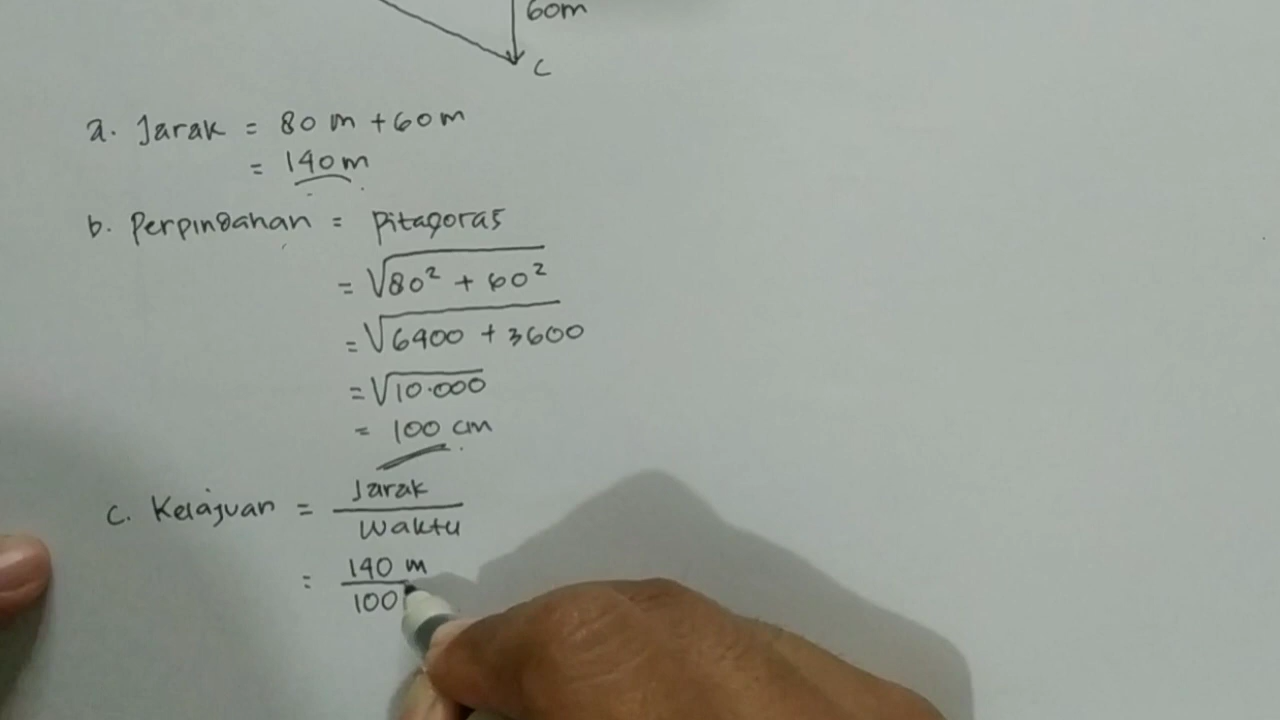 60m
C
a. Jarak = 80 m + 60 m
= 140 m
b. Perpindahan = Pitagoras
= √80² + 60²
= √6400 + 3600
= √10.000
= 100 cm
c. Kelajuan = Jarak
Waktu
= 140 m
100